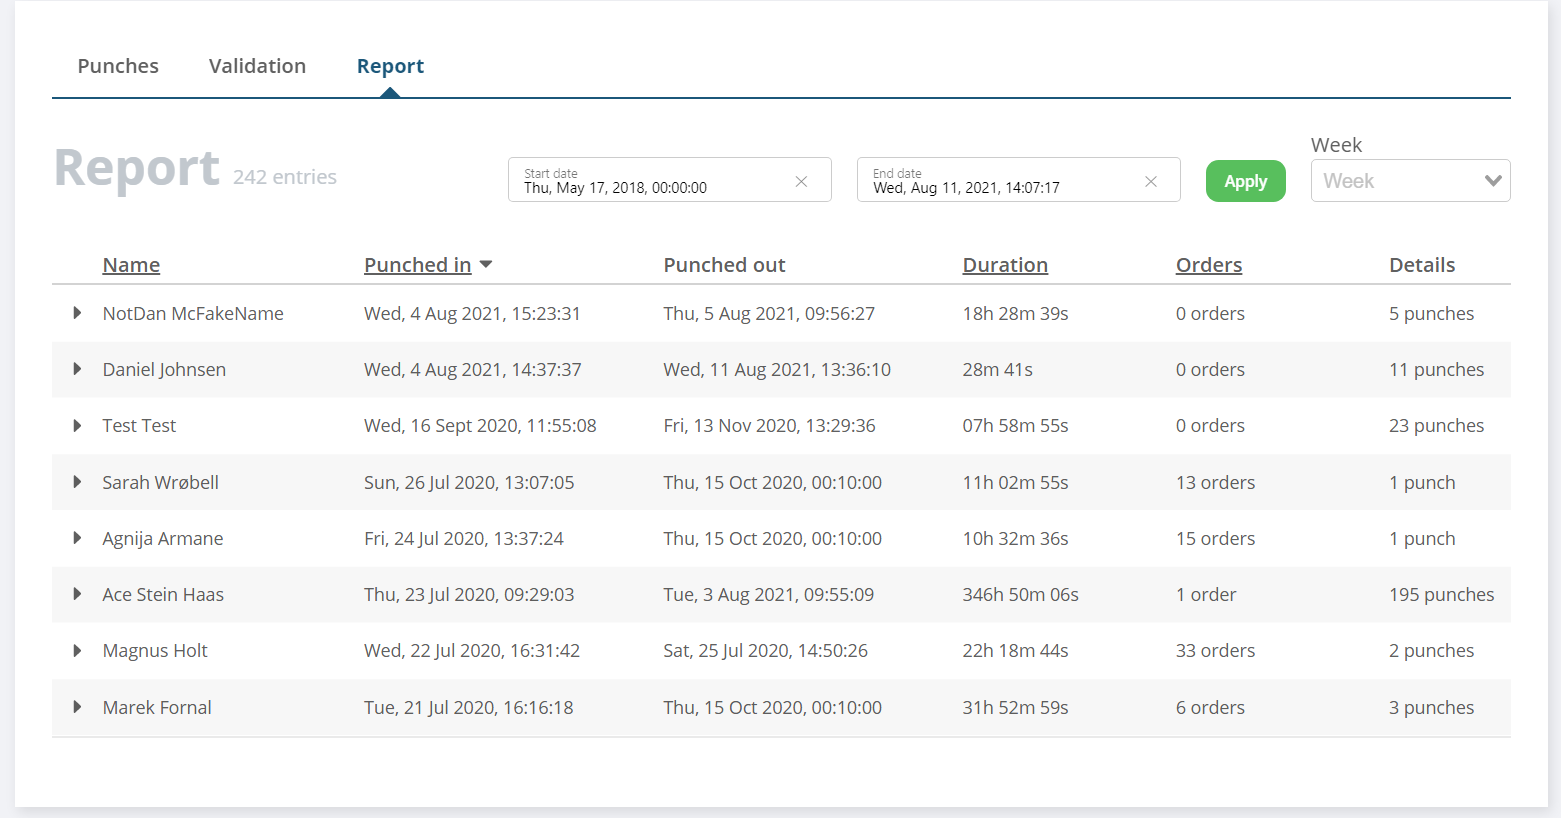 Punches Validation Report
Report 242 entries
Start date
Thu, May 17, 2018, 00:00:00
End date
Wed, Aug 11, 2021, 14:07:17
Apply
Week
Week
Name Punched in Punched out Duration Orders Details
NotDan McFakeName Wed, 4 Aug 2021, 15:23:31 Thu, 5 Aug 2021, 09:56:27 18h 28m 39s 0 orders 5 punches
Daniel Johnsen Wed, 4 Aug 2021, 14:37:37 Wed, 11 Aug 2021, 13:36:10 28m 41s 0 orders 11 punches
Test Test Wed, 16 Sept 2020, 11:55:08 Fri, 13 Nov 2020, 13:29:36 07h 58m 55s 0 orders 23 punches
Sarah Wrøbell Sun, 26 Jul 2020, 13:07:05 Thu, 15 Oct 2020, 00:10:00 11h 02m 55s 13 orders 1 punch
Agnija Armane Fri, 24 Jul 2020, 13:37:24 Thu, 15 Oct 2020, 00:10:00 10h 32m 36s 15 orders 1 punch
Ace Stein Haas Thu, 23 Jul 2020, 09:29:03 Tue, 3 Aug 2021, 09:55:09 346h 50m 06s 1 order 195 punches
Magnus Holt Wed, 22 Jul 2020, 16:31:42 Sat, 25 Jul 2020, 14:50:26 22h 18m 44s 33 orders 2 punches
Marek Fornal Tue, 21 Jul 2020, 16:16:18 Thu, 15 Oct 2020, 00:10:00 31h 52m 59s 6 orders 3 punches